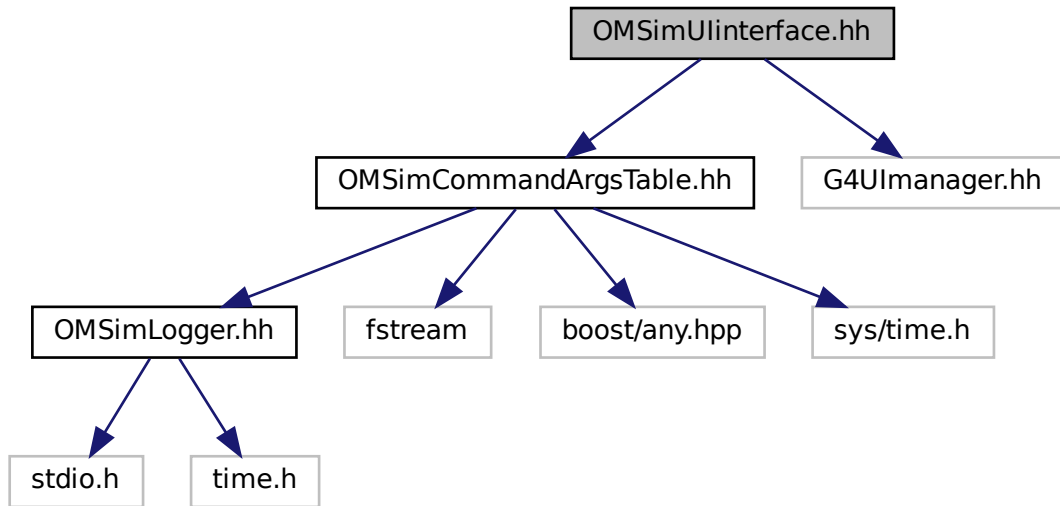 OMSimUIinterface.hh
OMSimCommandArgsTable.hh
G4UImanager.hh
OMSimLogger.hh
fstream
boost/any.hpp
sys/time.h
stdio.h
time.h